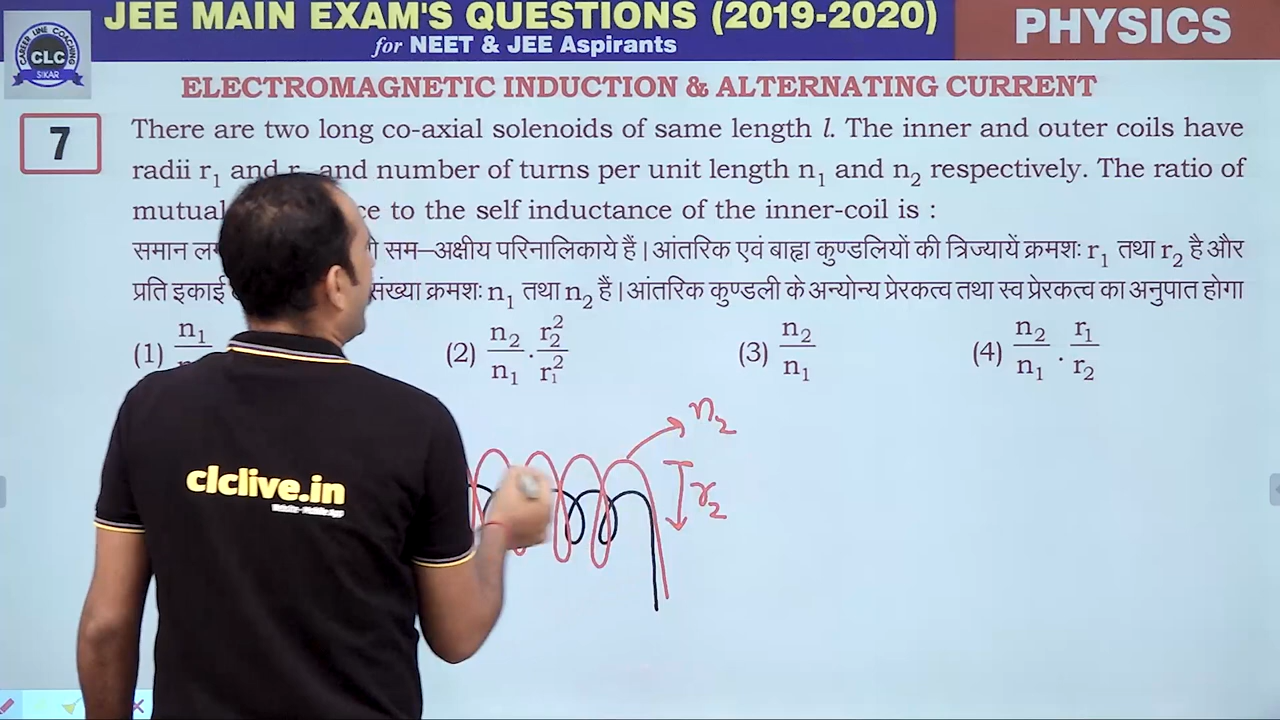 JEE MAIN EXAM'S QUESTIONS (2019-2020)
for NEET & JEE Aspirants
PHYSICS
CAREER LINE COACHING
CLC
SIKAR
ELECTROMAGNETIC INDUCTION & ALTERNATING CURRENT
7
There are two long co-axial solenoids of same length l. The inner and outer coils have
radii r₁ and and number of turns per unit length n₁ and n₂ respectively. The ratio of
mutual to the self inductance of the inner-coil is :
समान सम–अक्षीय परिनालिकाये हैं। आंतरिक एवं बाह्य कुण्डलियों की त्रिज्यायें क्रमशः r₁ तथा r₂ है और
प्रति इकाई संख्या क्रमशः n₁ तथा n₂ हैं। आंतरिक कुण्डली के अन्योन्य प्रेरकत्व तथा स्व प्रेरकत्व का अनुपात होगा
(1) n₁ (2) n₂/n₁ · r₂²/r₁² (3) n₂/n₁ (4) n₂/n₁ · r₁/r₂
n₂
r₂
clclive.in